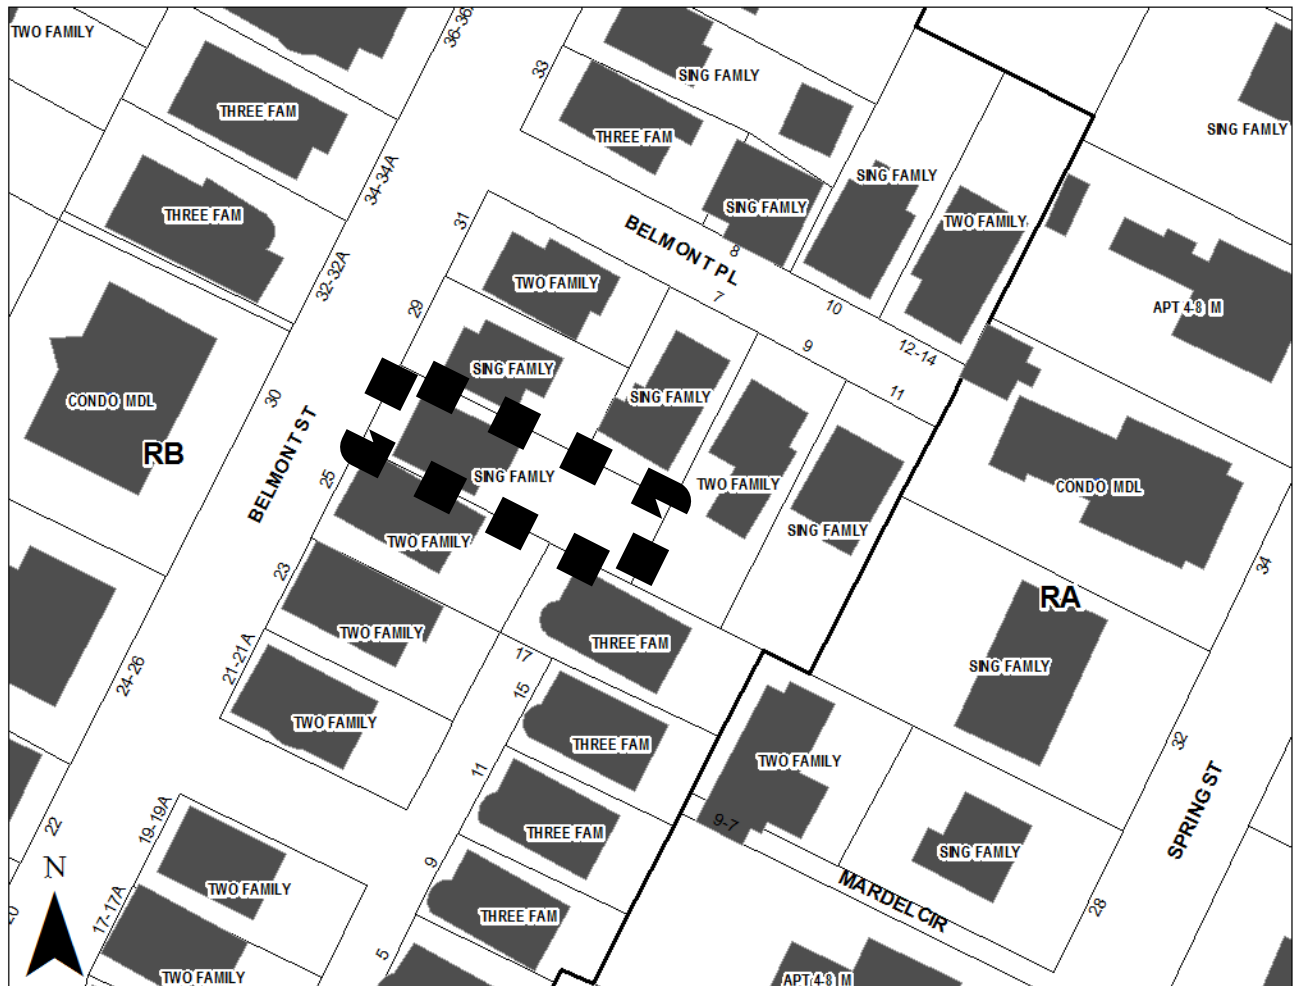 TWO FAMILY
36-36
33
SING FAMLY
THREE FAM
THREE FAM
SING FAMLY
34-34A
SING FAMLY
SING FAMLY
THREE FAM
31
BELMONT PL
TWO FAMILY
8
32-32A
TWO FAMILY
7
29
10
APT 4-8 M
9
12-14
SING FAMLY
30
CONDO MDL
SING FAMLY
11
RB
BELMONT ST
25
SING FAMLY
TWO FAMILY
CONDO MDL
SING FAMLY
TWO FAMILY
23
34
RA
TWO FAMILY
THREE FAM
21-21A
17
SING FAMLY
24-26
15
TWO FAMILY
THREE FAM
32
TWO FAMILY
11
SPRING ST
19-19A
22
9-7
THREE FAM
SING FAMLY
N
9
TWO FAMILY
MARDEL CIR
17-17A
28
THREE FAM
20
5
TWO FAMILY
APT 4-8 M